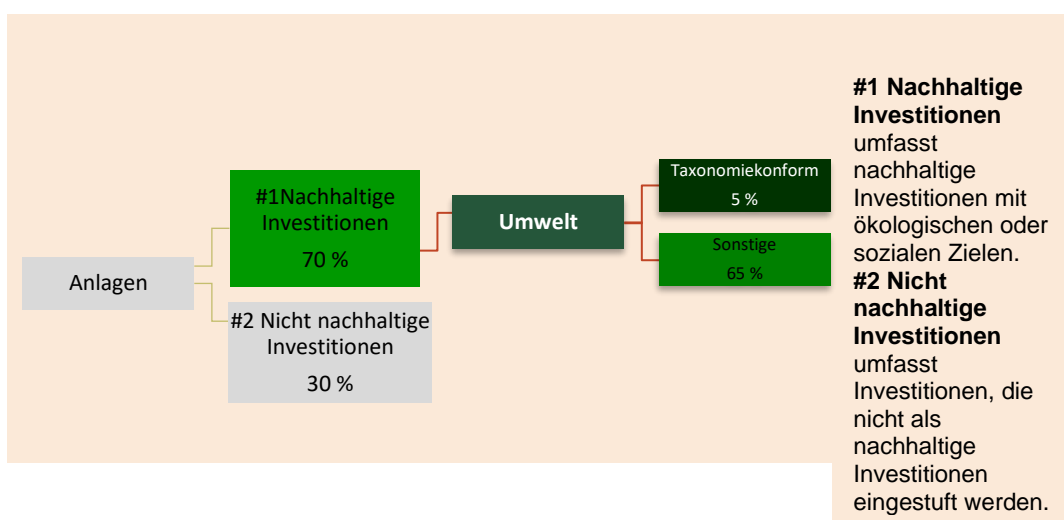 Anlagen
#1Nachhaltige
Investitionen
70 %
#2 Nicht nachhaltige
Investitionen
30 %
Umwelt
Taxonomiekonform
5 %
Sonstige
65 %
#1 Nachhaltige
Investitionen
umfasst
nachhaltige
Investitionen mit
ökologischen oder
sozialen Zielen.
#2 Nicht
nachhaltige
Investitionen
umfasst
Investitionen, die
nicht als
nachhaltige
Investitionen
eingestuft werden.